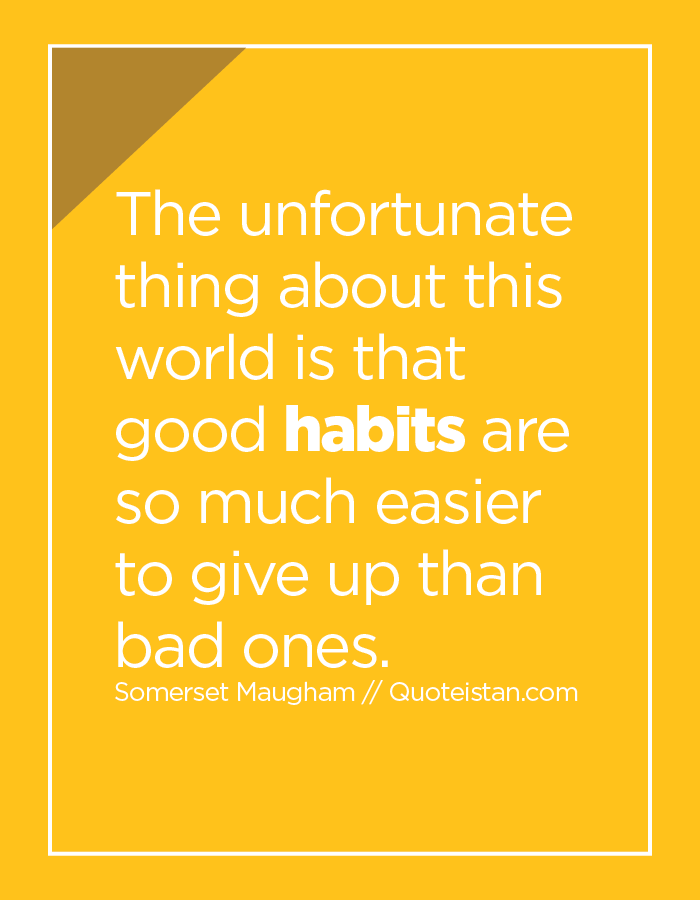 The unfortunate
thing about this
world is that
good habits are
so much easier
to give up than
bad ones.
Somerset Maugham // Quoteistan.com